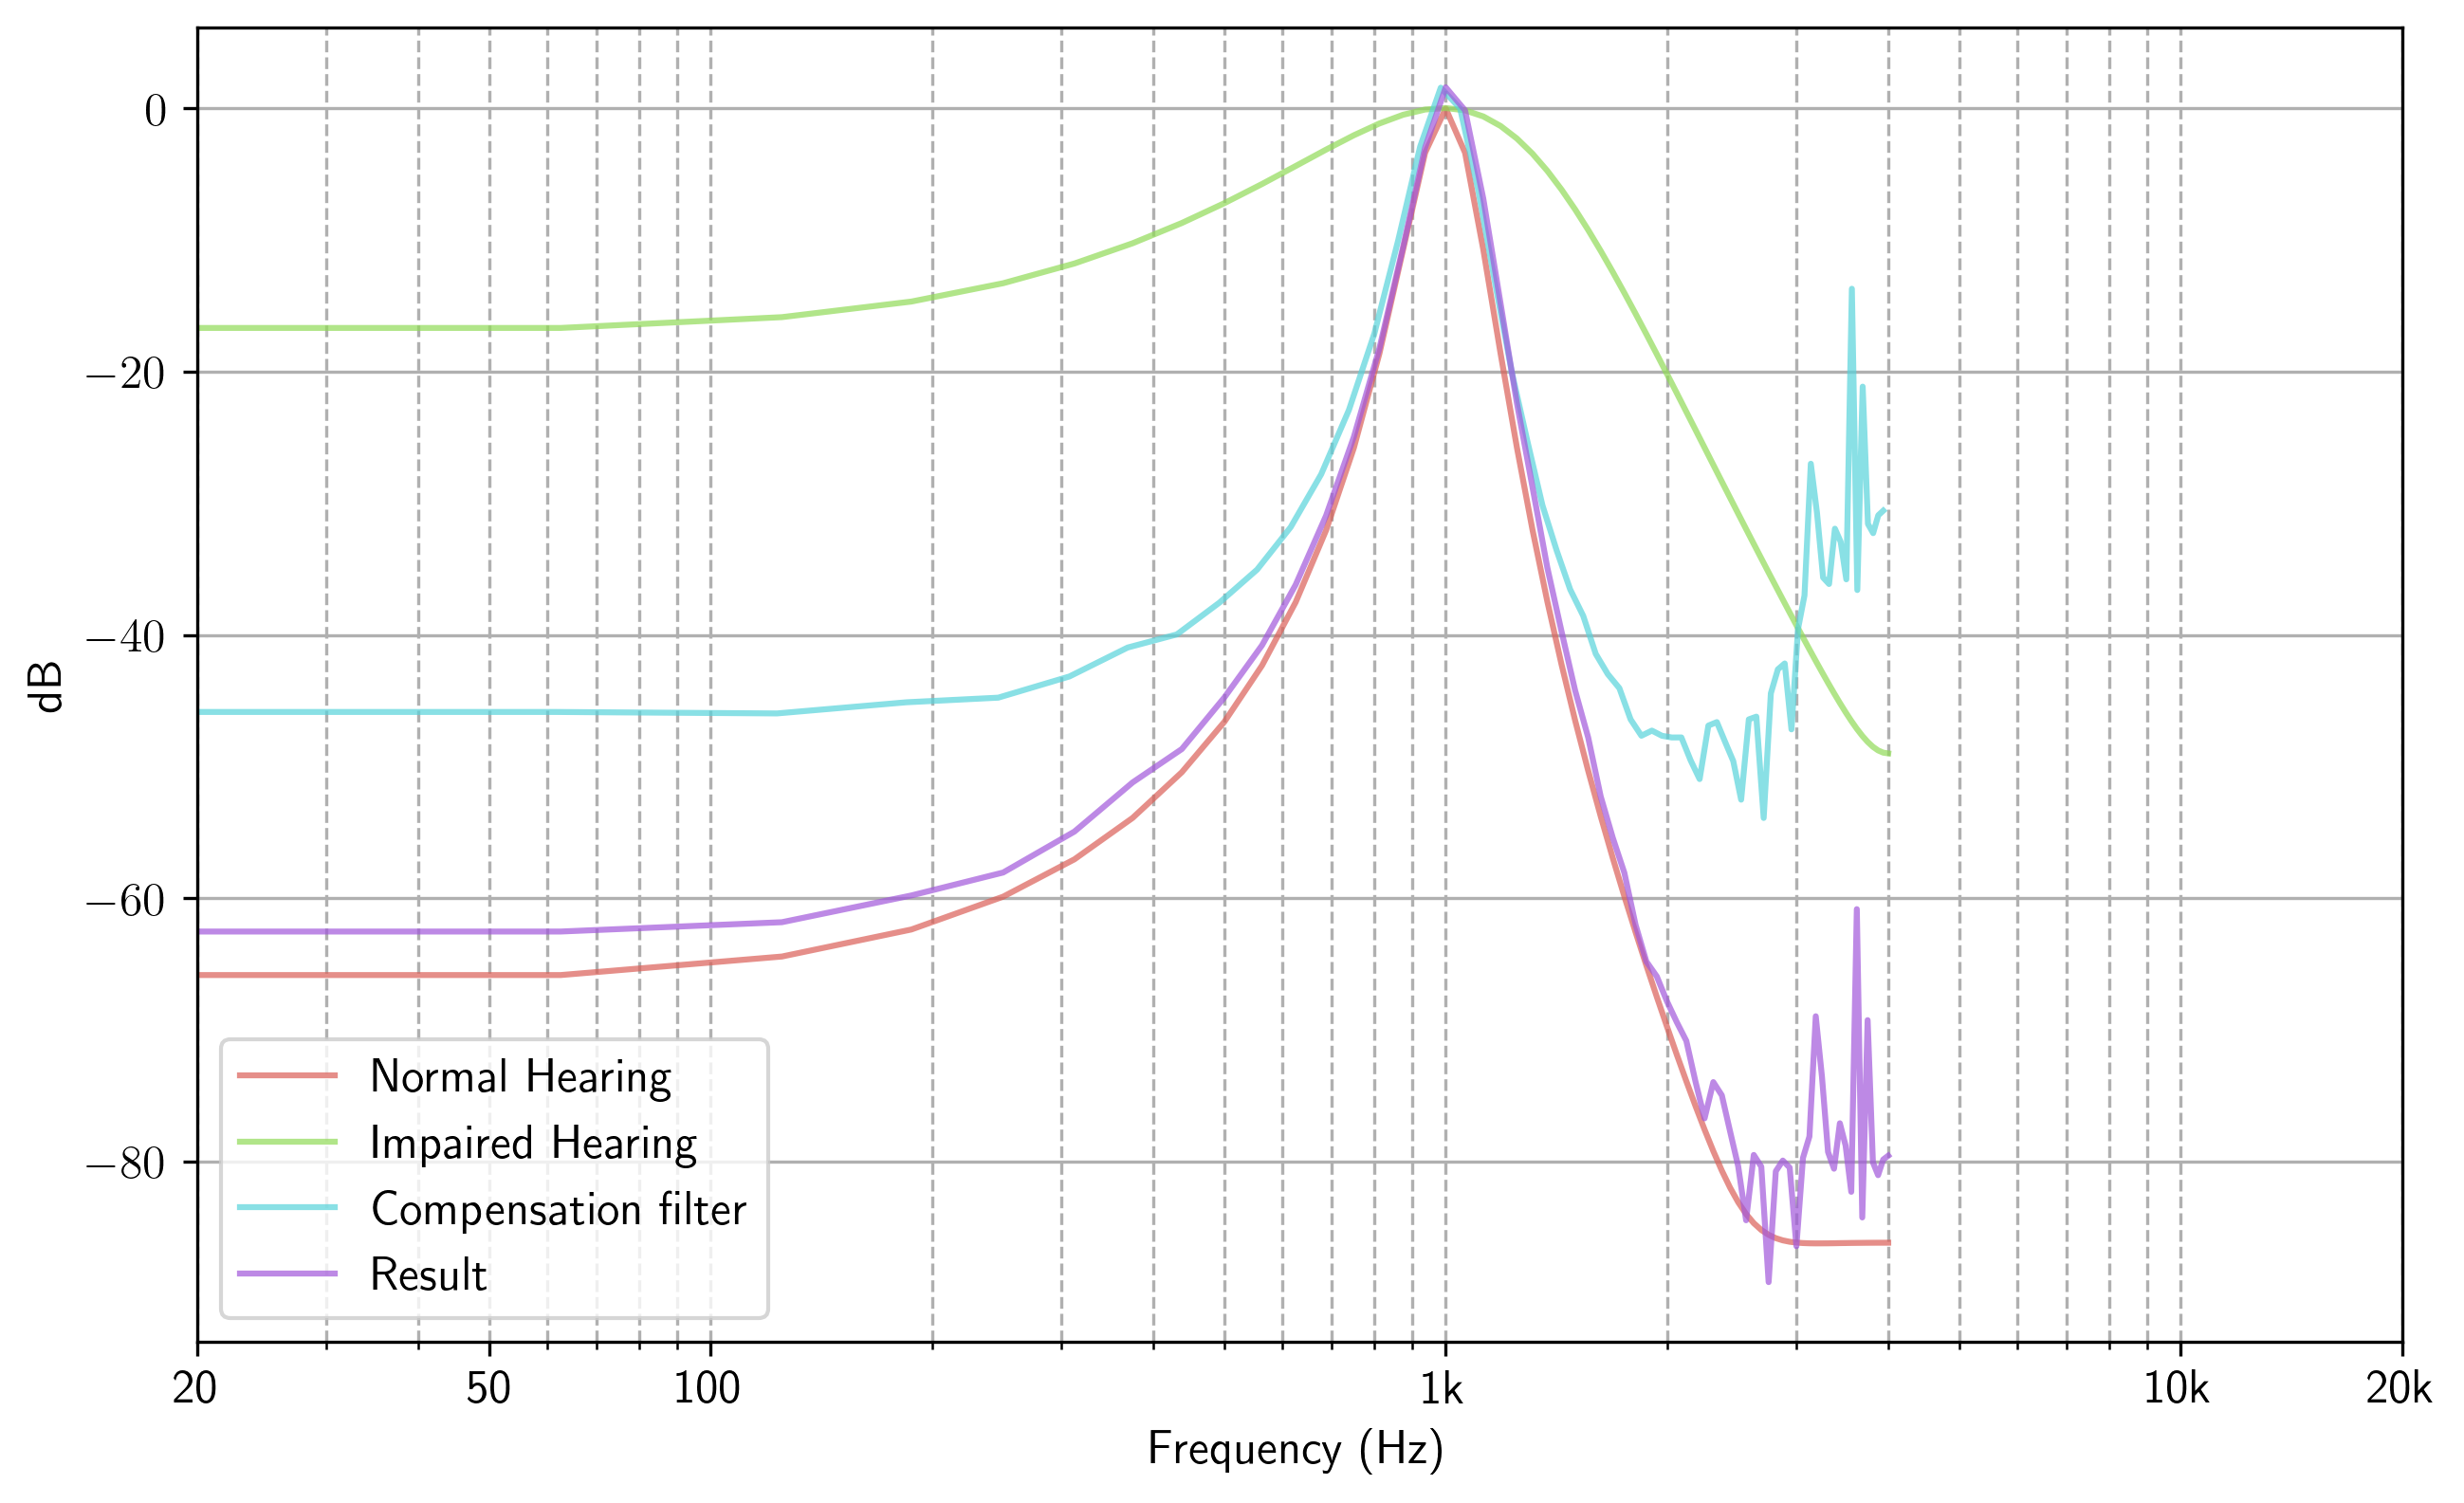 dB
0
−20
−40
−60
−80
Normal Hearing
Impaired Hearing
Compensation filter
Result
20 50 100 1k 10k 20k
Frequency (Hz)